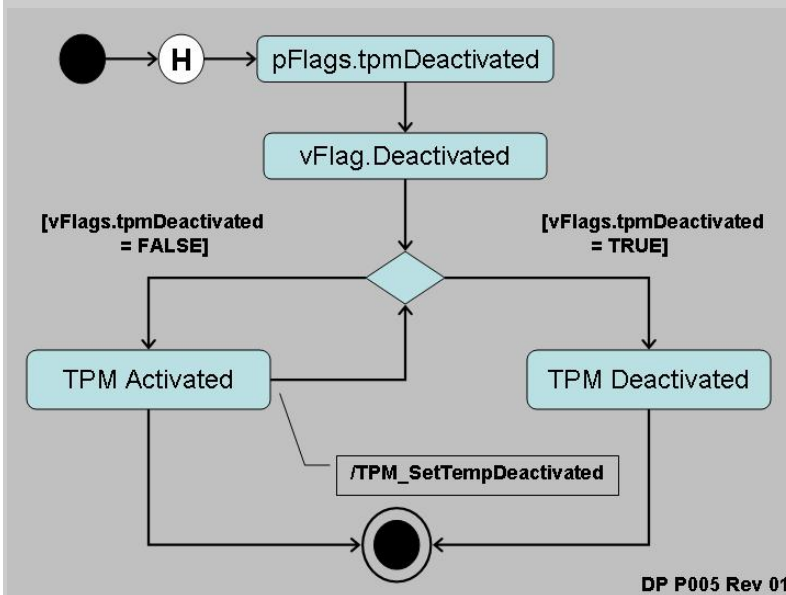 H
pFlags.tpmDeactivated
vFlag.Deactivated
[vFlags.tpmDeactivated
= FALSE]
[vFlags.tpmDeactivated
= TRUE]
TPM Activated
TPM Deactivated
/TPM_SetTempDeactivated
DP P005 Rev 01